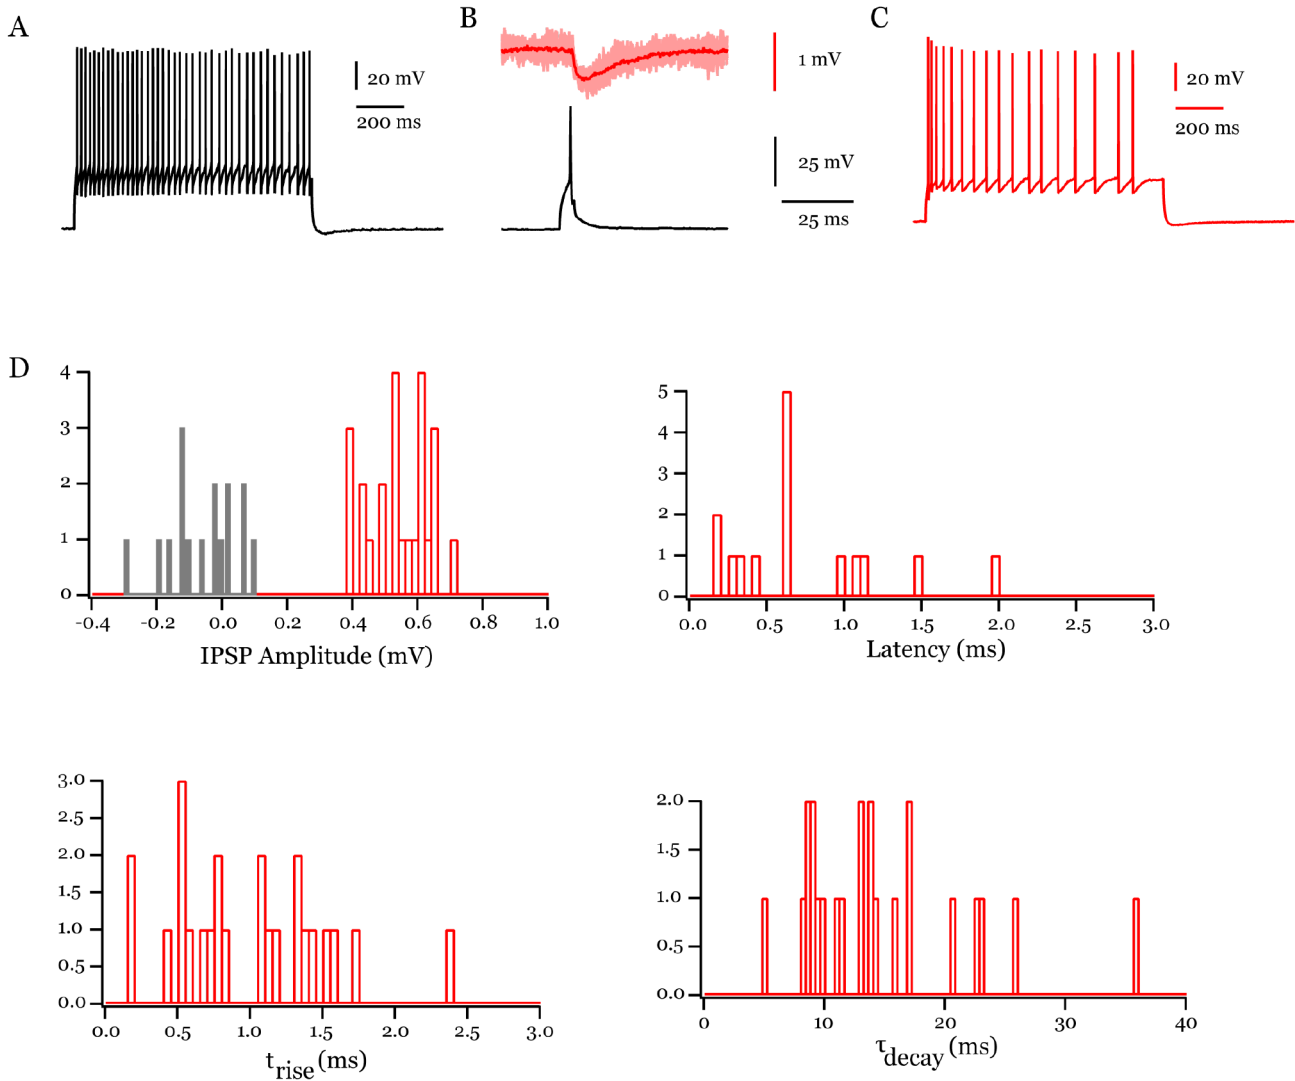 A
20 mV
200 ms
B
1 mV
25 mV
25 ms
C
20 mV
200 ms
D
4
3
2
1
0
-0.4 -0.2 0.0 0.2 0.4 0.6 0.8 1.0
IPSP Amplitude (mV)
5
4
3
2
1
0
0.0 0.5 1.0 1.5 2.0 2.5 3.0
Latency (ms)
3.0
2.5
2.0
1.5
1.0
0.5
0.0
0.0 0.5 1.0 1.5 2.0 2.5 3.0
t_rise (ms)
2.0
1.5
1.0
0.5
0.0
0 10 20 30 40
τ_decay (ms)